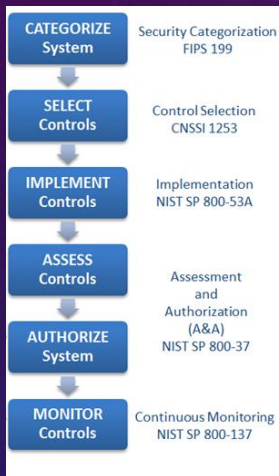 CATEGORIZE
System
Security Categorization
FIPS 199
SELECT
Controls
Control Selection
CNSSI 1253
IMPLEMENT
Controls
Implementation
NIST SP 800-53A
ASSESS
Controls
Assessment
and
Authorization
(A&A)
NIST SP 800-37
AUTHORIZE
System
MONITOR
Controls
Continuous Monitoring
NIST SP 800-137